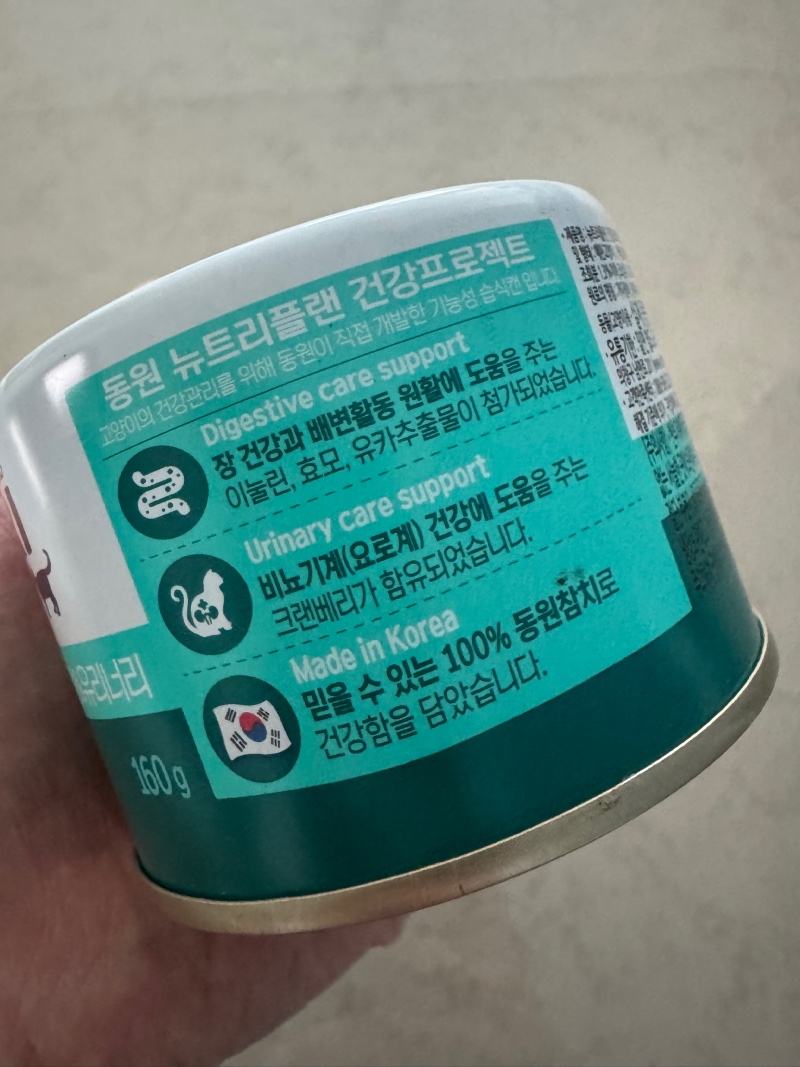 동원 뉴트리플랜 건강프로젝트
고양이의 건강관리를 위해 동원이 직접 개발한 기능성 습식캔 입니다.
Digestive care support
장 건강과 배변활동 원활에 도움을 주는
이눌린, 효모, 유카추출물이 첨가되었습니다.
Urinary care support
비뇨기계(요로계) 건강에 도움을 주는
크랜베리가 함유되었습니다.
Made in Korea
믿을 수 있는 100% 동원참치로
건강함을 담았습니다.
유리너리
160g